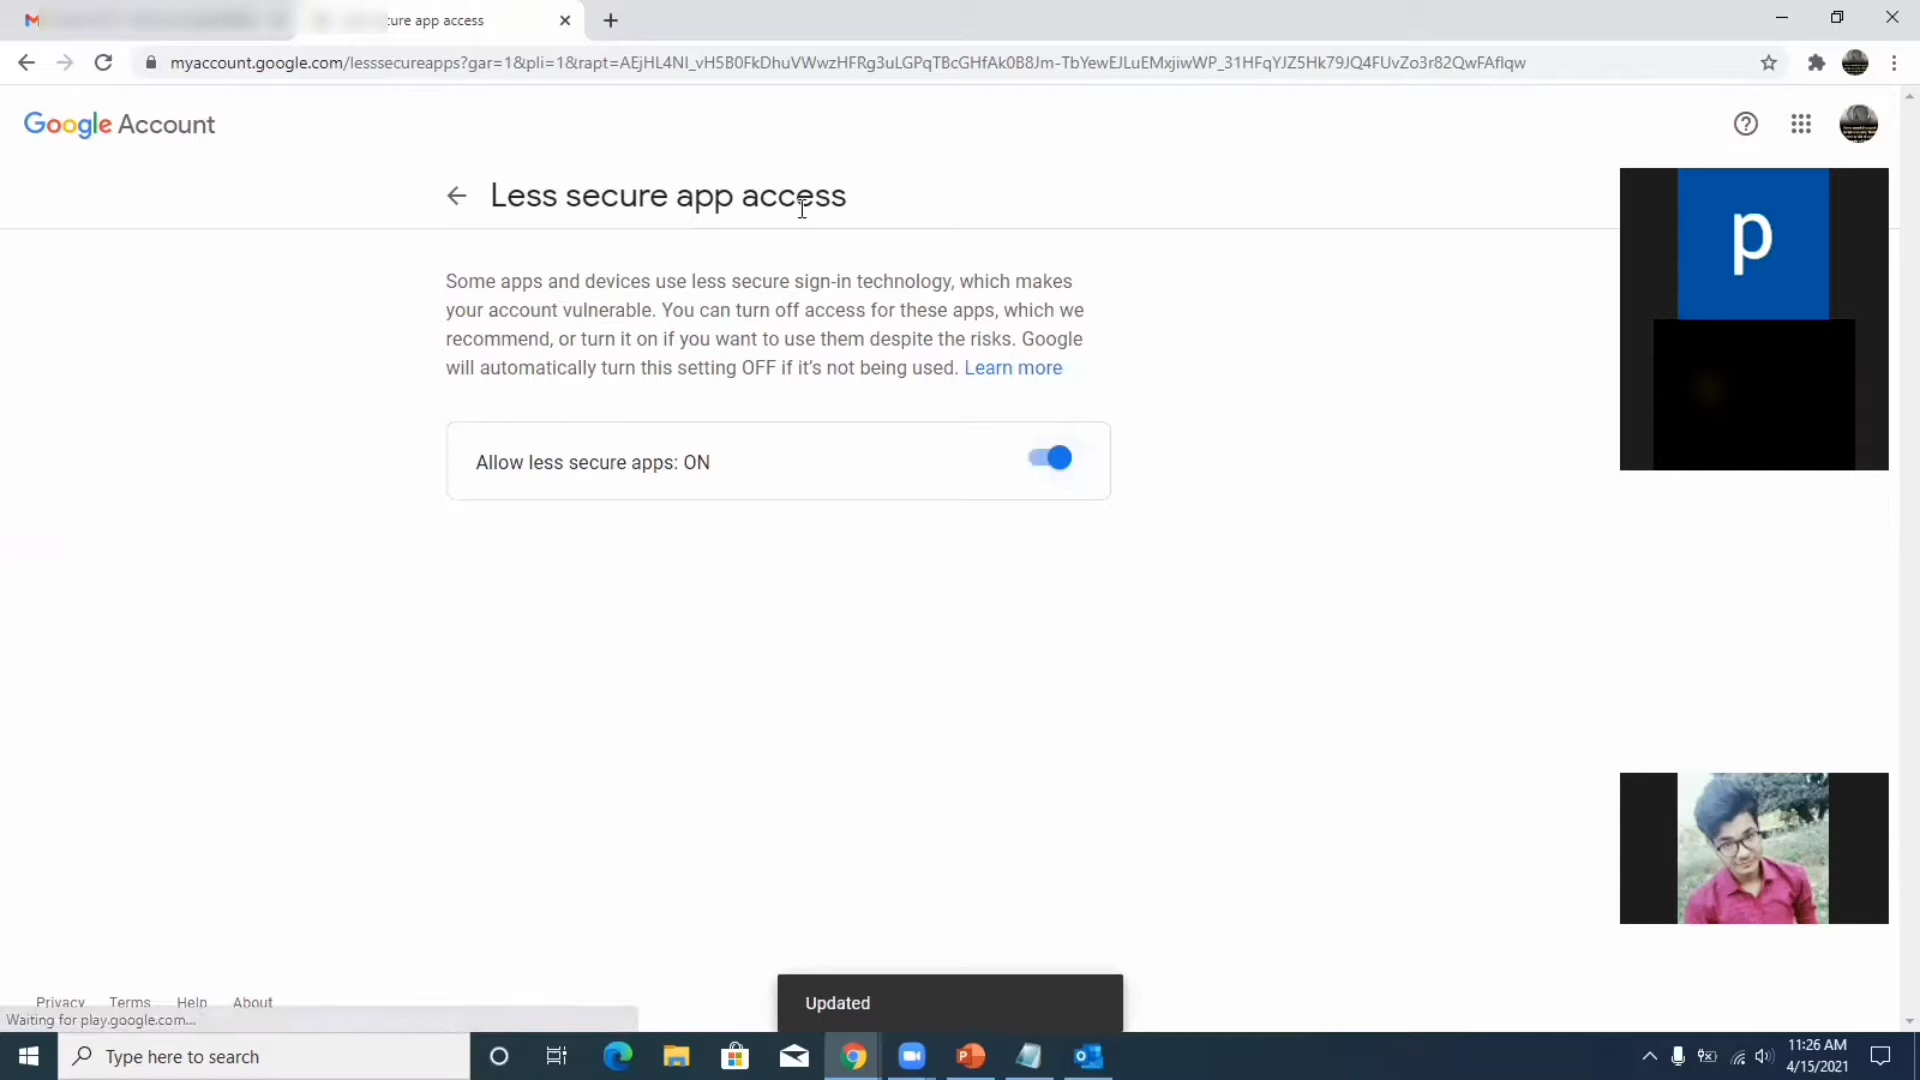 cure app access
myaccount.google.com/lesssecureapps?gar=1&pli=1&rapt=AEjHL4NI_vH5B0FkDhuVWwzHFRg3uLGPqTBcGHfAk0B8Jm-TbYewEJLuEMxjiwWP_31HFqYJZ5Hk79JQ4FUvZo3r82QwFAflqw
Google Account
Less secure app access
p
Some apps and devices use less secure sign-in technology, which makes
your account vulnerable. You can turn off access for these apps, which we
recommend, or turn it on if you want to use them despite the risks. Google
will automatically turn this setting OFF if it's not being used. Learn more
Allow less secure apps: ON
Privacy Terms Help About
Updated
Waiting for play.google.com...
Type here to search
11:26 AM
4/15/2021